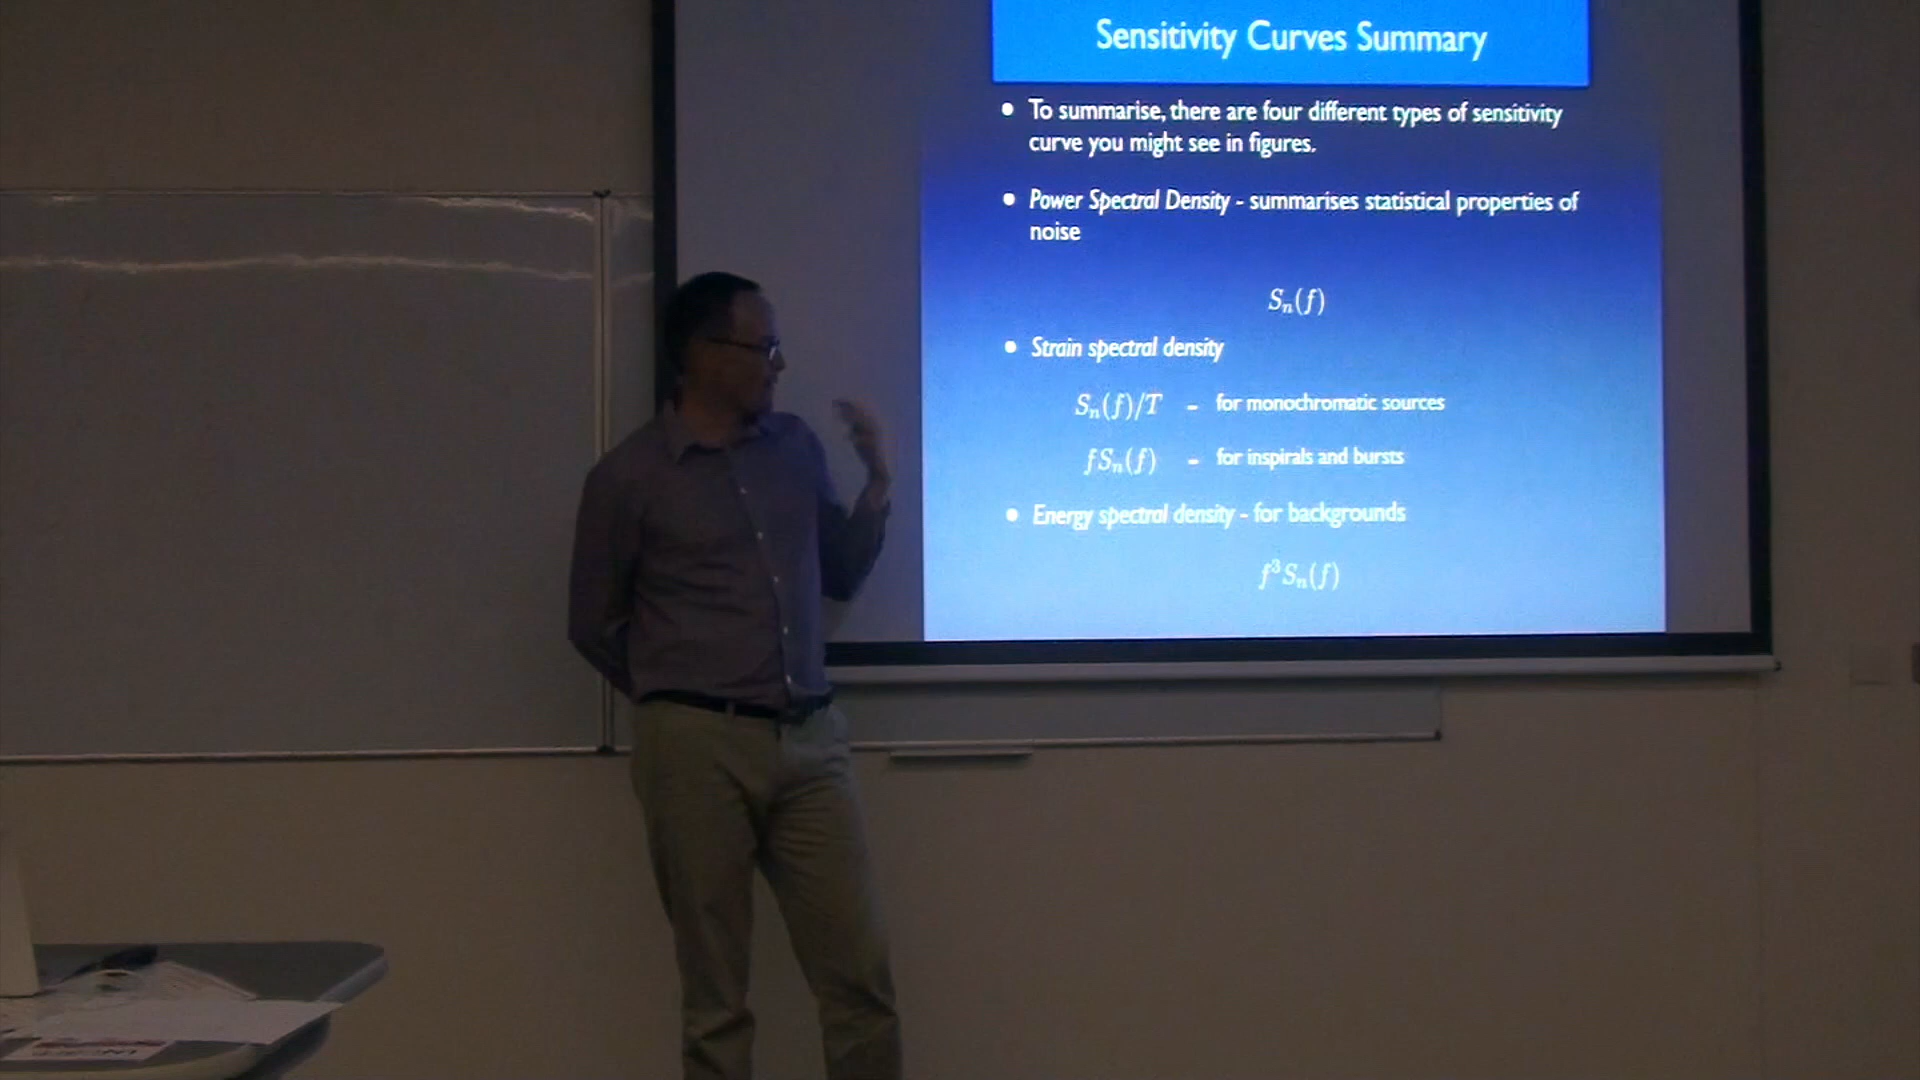 Sensitivity Curves Summary
• To summarise, there are four different types of sensitivity
curve you might see in figures.
• Power Spectral Density - summarises statistical properties of
noise
Sₙ(f)
• Strain spectral density
Sₙ(f)/T - for monochromatic sources
fSₙ(f) - for inspirals and bursts
• Energy spectral density - for backgrounds
f³Sₙ(f)